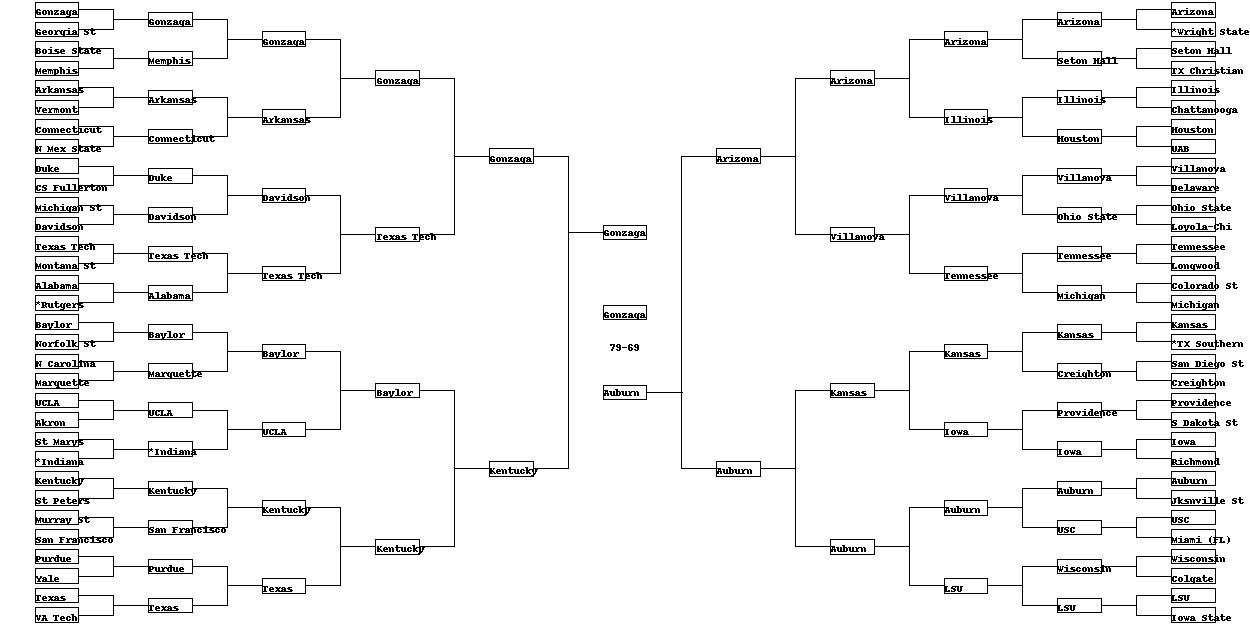 Gonzaga
Georgia St
Boise State
Memphis
Arkansas
Vermont
Connecticut
N Mex State
Duke
CS Fullerton
Michigan St
Davidson
Texas Tech
Montana St
Alabama
*Rutgers
Baylor
Norfolk St
N Carolina
Marquette
UCLA
Akron
St Marys
*Indiana
Kentucky
St Peters
Murray St
San Francisco
Purdue
Yale
Texas
VA Tech
Gonzaga
Memphis
Arkansas
Connecticut
Duke
Davidson
Texas Tech
Alabama
Baylor
Marquette
UCLA
*Indiana
Kentucky
San Francisco
Purdue
Texas
Gonzaga
Arkansas
Davidson
Texas Tech
Baylor
UCLA
Kentucky
Texas
Gonzaga
Texas Tech
Baylor
Kentucky
Gonzaga
Kentucky
Gonzaga
Gonzaga
79-69
Auburn
Arizona
Auburn
Arizona
Villanova
Kansas
Auburn
Arizona
Illinois
Villanova
Tennessee
Kansas
Iowa
Auburn
LSU
Arizona
Seton Hall
Illinois
Houston
Villanova
Ohio State
Tennessee
Michigan
Kansas
Creighton
Providence
Iowa
Auburn
USC
Wisconsin
LSU
Arizona
*Wright State
Seton Hall
TX Christian
Illinois
Chattanooga
Houston
UAB
Villanova
Delaware
Ohio State
Loyola-Chi
Tennessee
Longwood
Colorado St
Michigan
Kansas
*TX Southern
San Diego St
Creighton
Providence
S Dakota St
Iowa
Richmond
Auburn
Jksnville St
USC
Miami (FL)
Wisconsin
Colgate
LSU
Iowa State